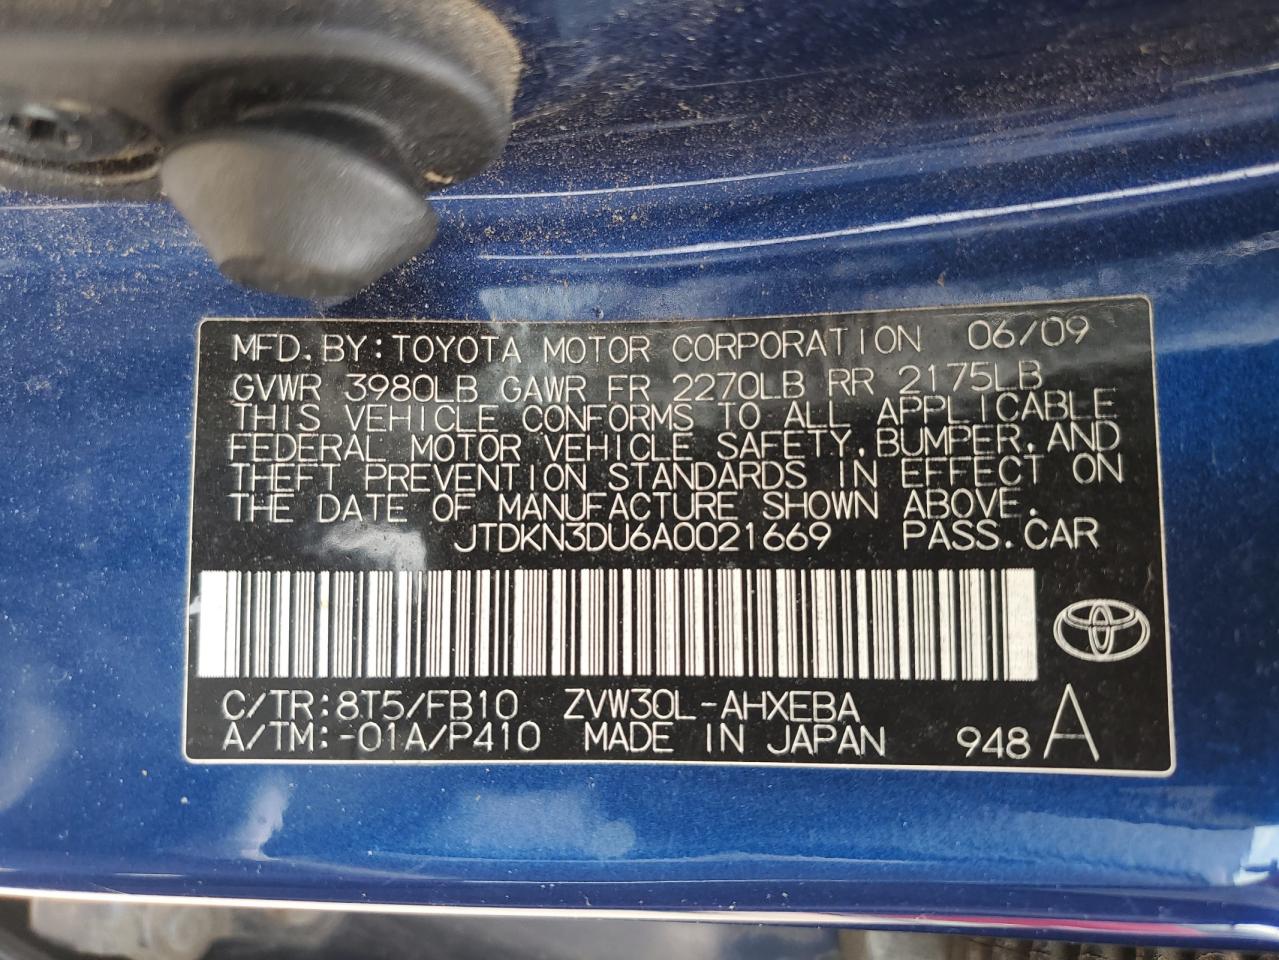 MFD. BY: TOYOTA MOTOR CORPORATION 06/09
GVWR 3980LB GAWR FR 2270LB RR 2175LB
THIS VEHICLE CONFORMS TO ALL APPLICABLE
FEDERAL MOTOR VEHICLE SAFETY, BUMPER, AND
THEFT PREVENTION STANDARDS IN EFFECT ON
THE DATE OF MANUFACTURE SHOWN ABOVE.
JTDKN3DU6A0021669 PASS. CAR
C/TR: 8T5/FB10 ZVW30L-AHXEBA
A/TM: -01A/P410 MADE IN JAPAN 948 A